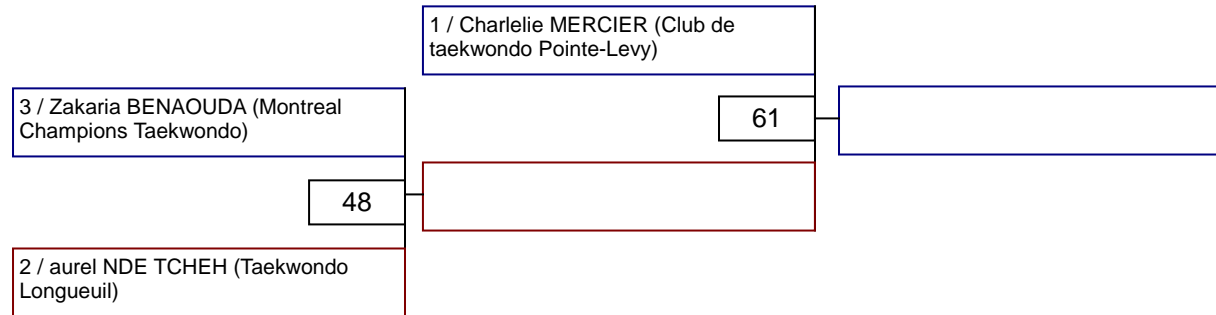 1 / Charlelie MERCIER (Club de
taekwondo Pointe-Levy)
3 / Zakaria BENAOUDA (Montreal
Champions Taekwondo)
61
48
2 / aurel NDE TCHEH (Taekwondo
Longueuil)